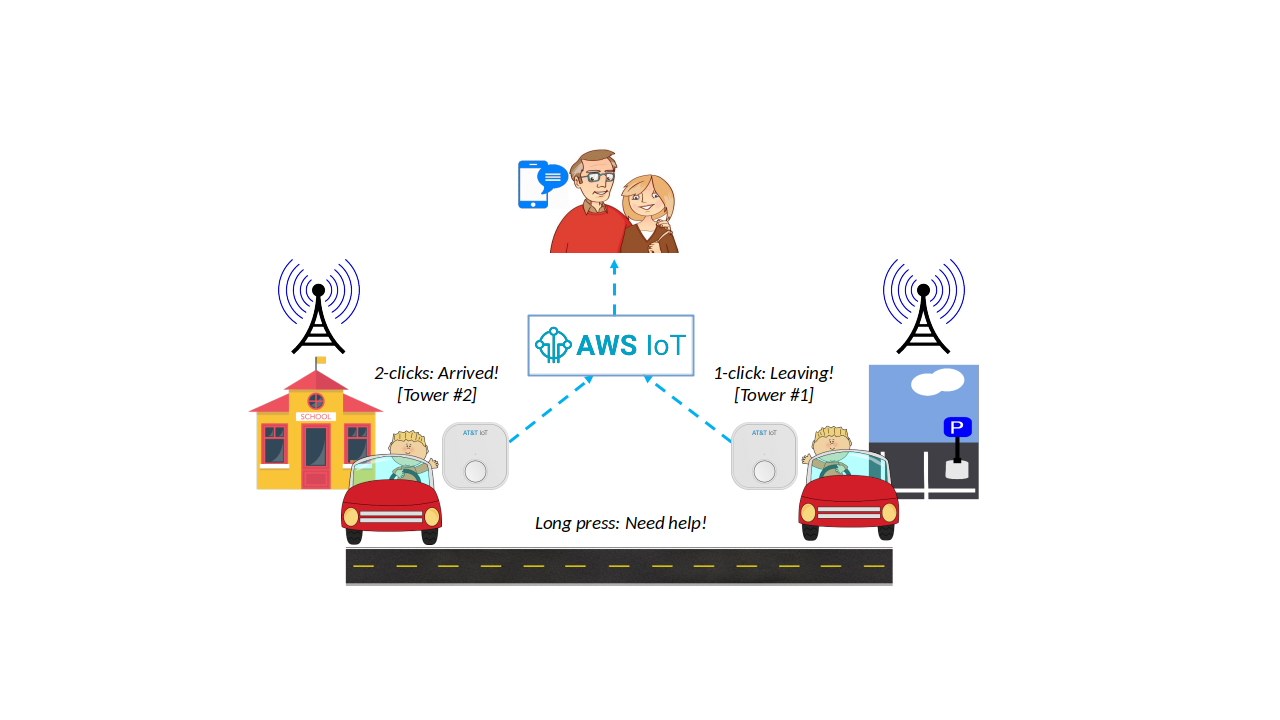 AWS IoT
2-clicks: Arrived!
[Tower #2]
1-click: Leaving!
[Tower #1]
SCHOOL
AT&T IoT
AT&T IoT
P
Long press: Need help!